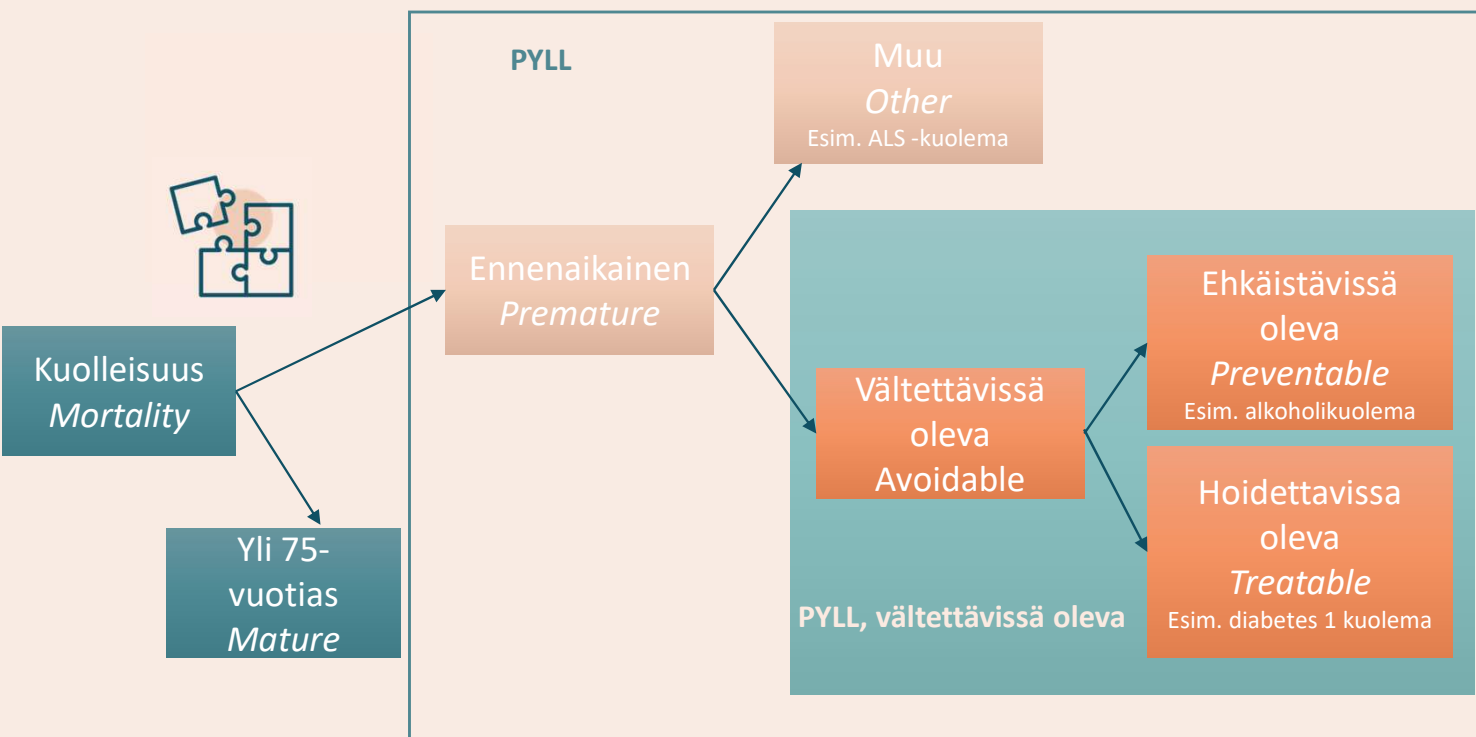 PYLL
Muu
Other
Esim. ALS -kuolema
Ennenaikainen
Premature
Kuolleisuus
Mortality
Yli 75-
vuotias
Mature
Vältettävissä
oleva
Avoidable
Ehkäistävissä
oleva
Preventable
Esim. alkoholikuolema
Hoidettavissa
oleva
Treatable
Esim. diabetes 1 kuolema
PYLL, vältettävissä oleva